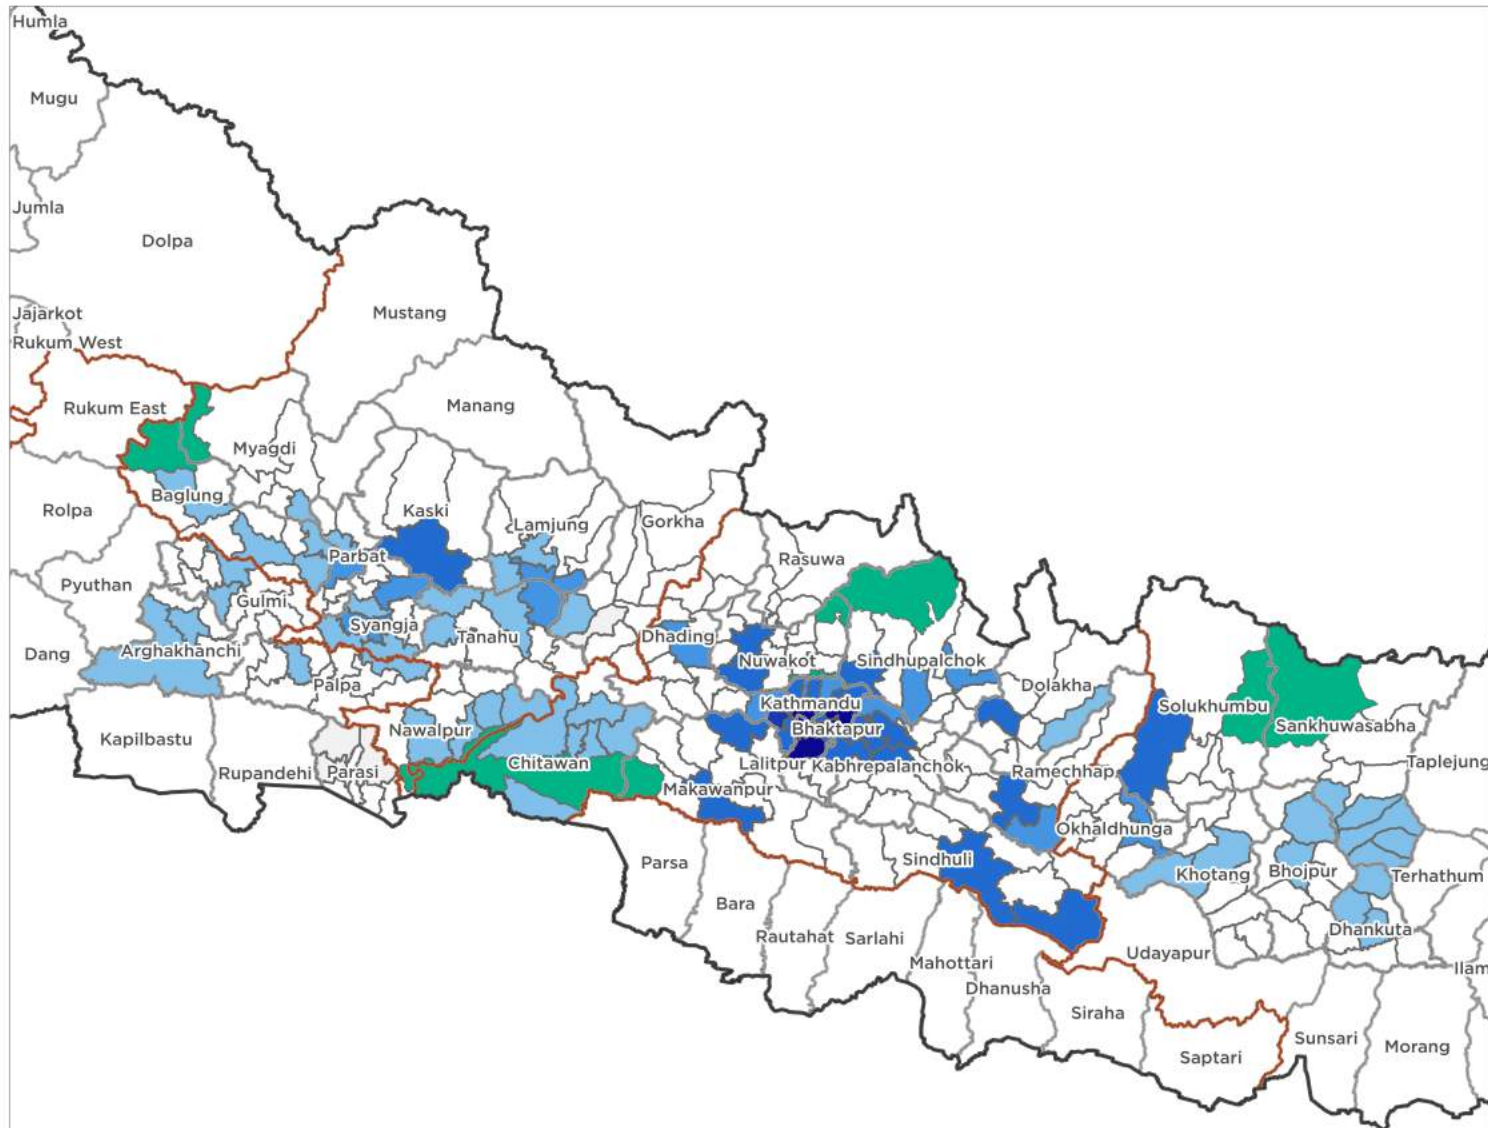 Humla
Mugu
Jumla
Dolpa
Jajarkot
Mustang
Rukum West
Rukum East
Manang
Myagdi
Baglung
Rolpa
Kaski
Lamjung
Gorkha
Parbat
Rasuwa
Pyuthan
Gulmi
Syangja
Tanahu
Dhading
Nuwakot
Sindhupalchok
Dang
Arghakhanchi
Palpa
Dolakha
Kathmandu
Solukhumbu
Sankhuwasabha
Nawalpur
Bhaktapur
Kapilbastu
Rupandehi
Parasi
Chitawan
Lalitpur
Kabhrepalanchok
Ramechhap
Taplejung
Makawanpur
Okhaldhunga
Parsa
Sindhuli
Khotang
Bhojpur
Terhathum
Bara
Rautahat
Sarlahi
Dhankuta
Mahottari
Udayapur
Ilam
Dhanusha
Siraha
Sunsari
Morang
Saptari